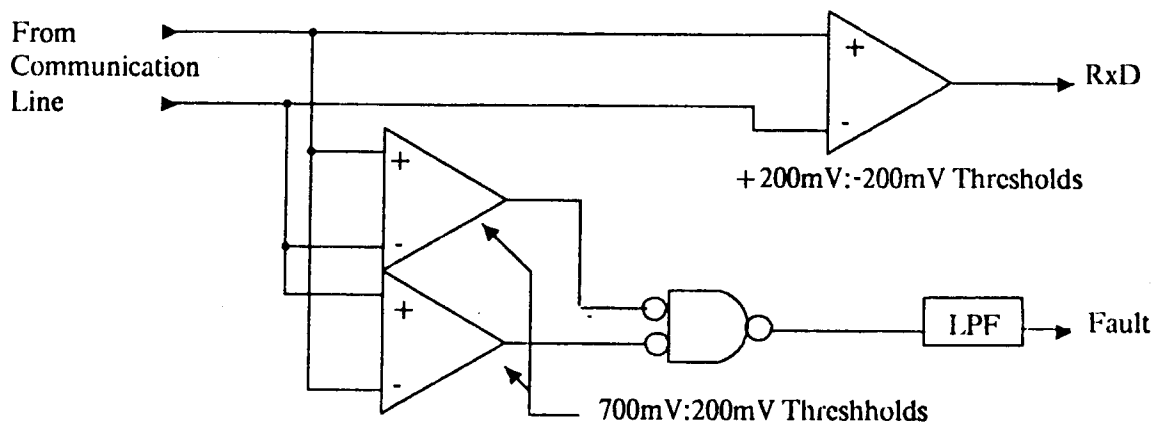 From
Communication
Line
+
-
RxD
+200mV:-200mV Thresholds
+
-
+
-
LPF
Fault
700mV:200mV Threshholds